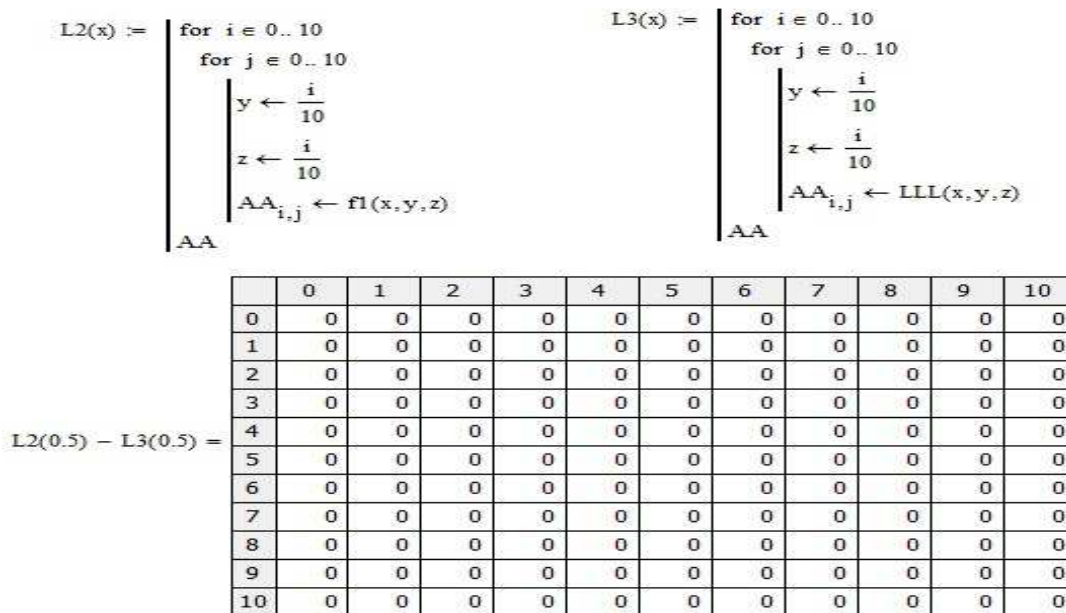 L2(x) := for i ∈ 0.. 10
for j ∈ 0.. 10
y ← i/10
z ← i/10
AA i,j ← f1(x,y,z)
AA
L3(x) := for i ∈ 0.. 10
for j ∈ 0.. 10
y ← i/10
z ← i/10
AA i,j ← LLL(x,y,z)
AA
L2(0.5) − L3(0.5) =
0 1 2 3 4 5 6 7 8 9 10
0 0 0 0 0 0 0 0 0 0 0 0
1 0 0 0 0 0 0 0 0 0 0 0
2 0 0 0 0 0 0 0 0 0 0 0
3 0 0 0 0 0 0 0 0 0 0 0
4 0 0 0 0 0 0 0 0 0 0 0
5 0 0 0 0 0 0 0 0 0 0 0
6 0 0 0 0 0 0 0 0 0 0 0
7 0 0 0 0 0 0 0 0 0 0 0
8 0 0 0 0 0 0 0 0 0 0 0
9 0 0 0 0 0 0 0 0 0 0 0
10 0 0 0 0 0 0 0 0 0 0 0